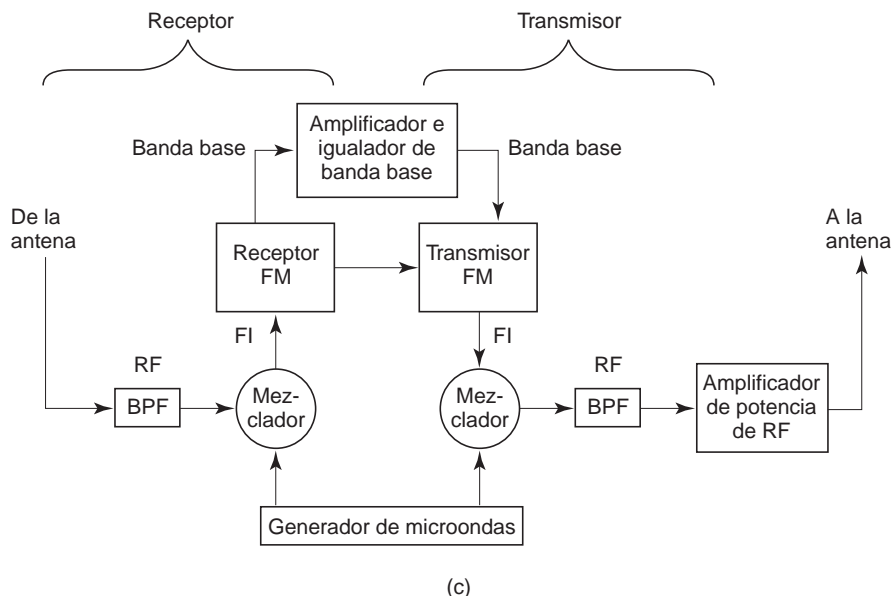 Receptor
Transmisor
Amplificador e
igualador de
banda base
Banda base
Banda base
De la
antena
A la
antena
Receptor
FM
Transmisor
FM
FI
FI
RF
RF
BPF
Mez-
clador
Mez-
clador
BPF
Amplificador
de potencia
de RF
Generador de microondas
(c)